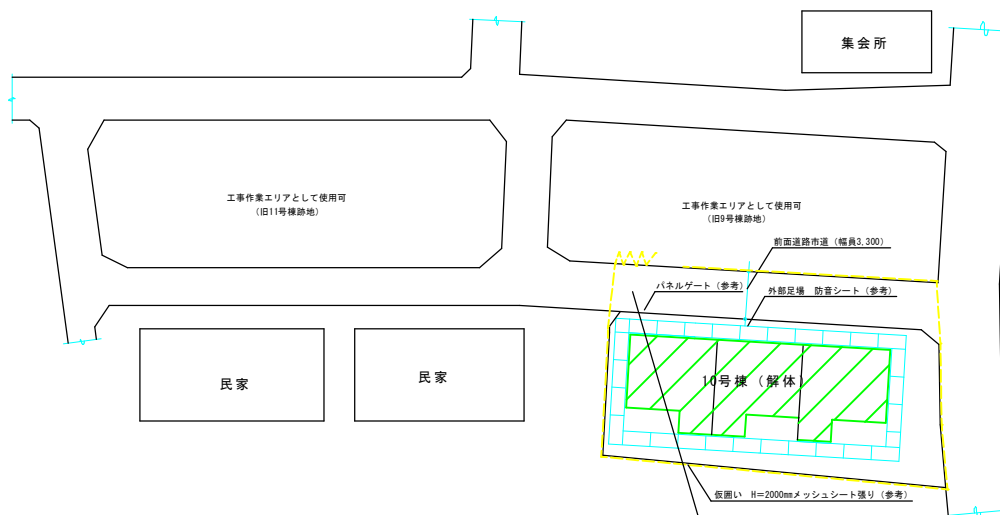 集会所
工事作業エリアとして使用可
(旧11号棟跡地)
工事作業エリアとして使用可
(旧9号棟跡地)
前面道路市道（幅員3,300）
パネルゲート（参考）
外部足場　防音シート（参考）
民家
民家
10号棟（解体）
仮囲い　H＝2000mmメッシュシート張り（参考）